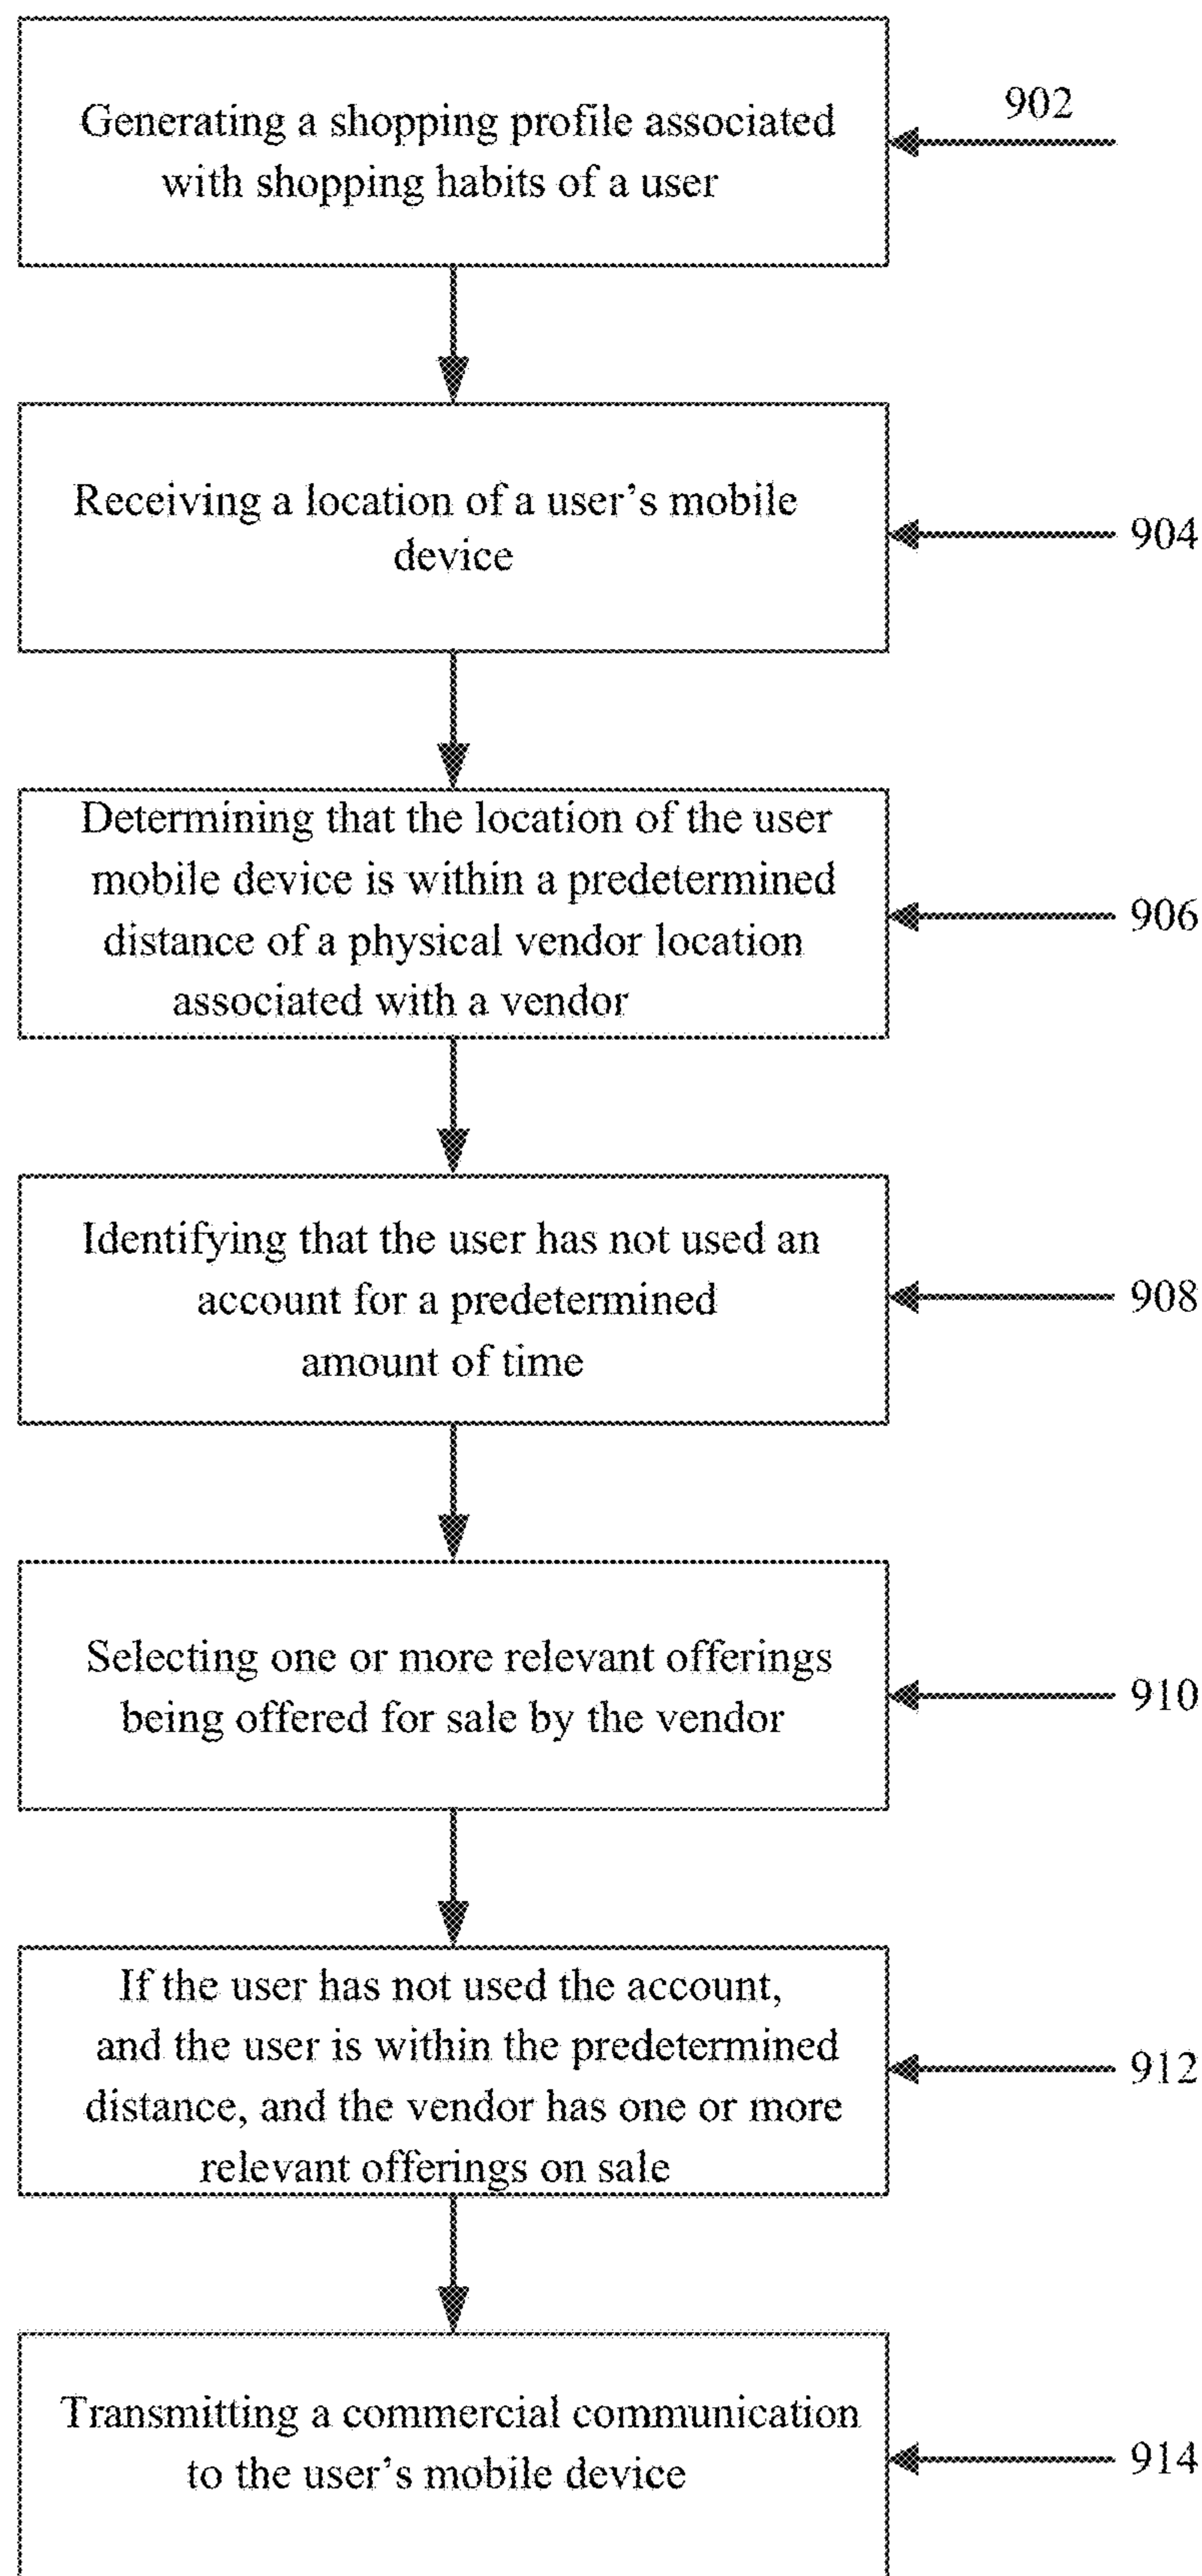 Generating a shopping profile associated
with shopping habits of a user
902
Receiving a location of a user's mobile
device
904
Determining that the location of the user
mobile device is within a predetermined
distance of a physical vendor location
associated with a vendor
906
Identifying that the user has not used an
account for a predetermined
amount of time
908
Selecting one or more relevant offerings
being offered for sale by the vendor
910
If the user has not used the account,
and the user is within the predetermined
distance, and the vendor has one or more
relevant offerings on sale
912
Transmitting a commercial communication
to the user's mobile device
914